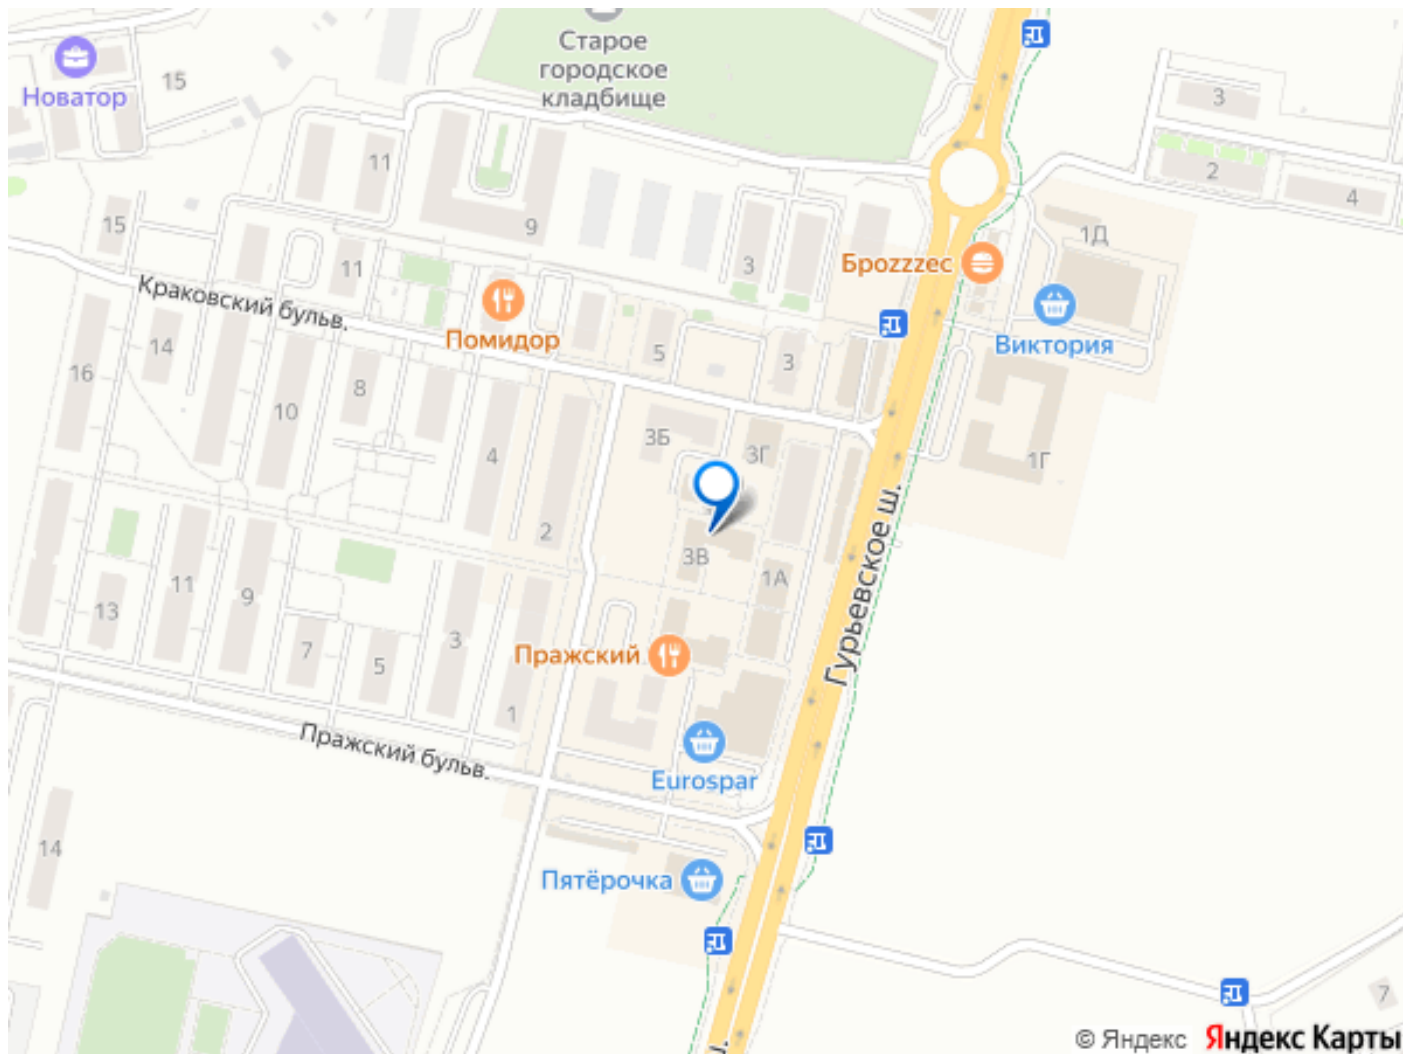 Старое
городское
кладбище
Новатор
15
3
11
2
4
15
9
1Д
3
11
Броzzzес
Краковский бульв.
Виктория
Помидор
5
3
14
16
8
10
3Б
3Г
4
1Г
2
3В
1А
Гурьевское ш.
11
9
13
3
7
5
Пражский
1
Пражский бульв.
Eurospar
14
Пятёрочка
7
ш.
© Яндекс Яндекс Карты